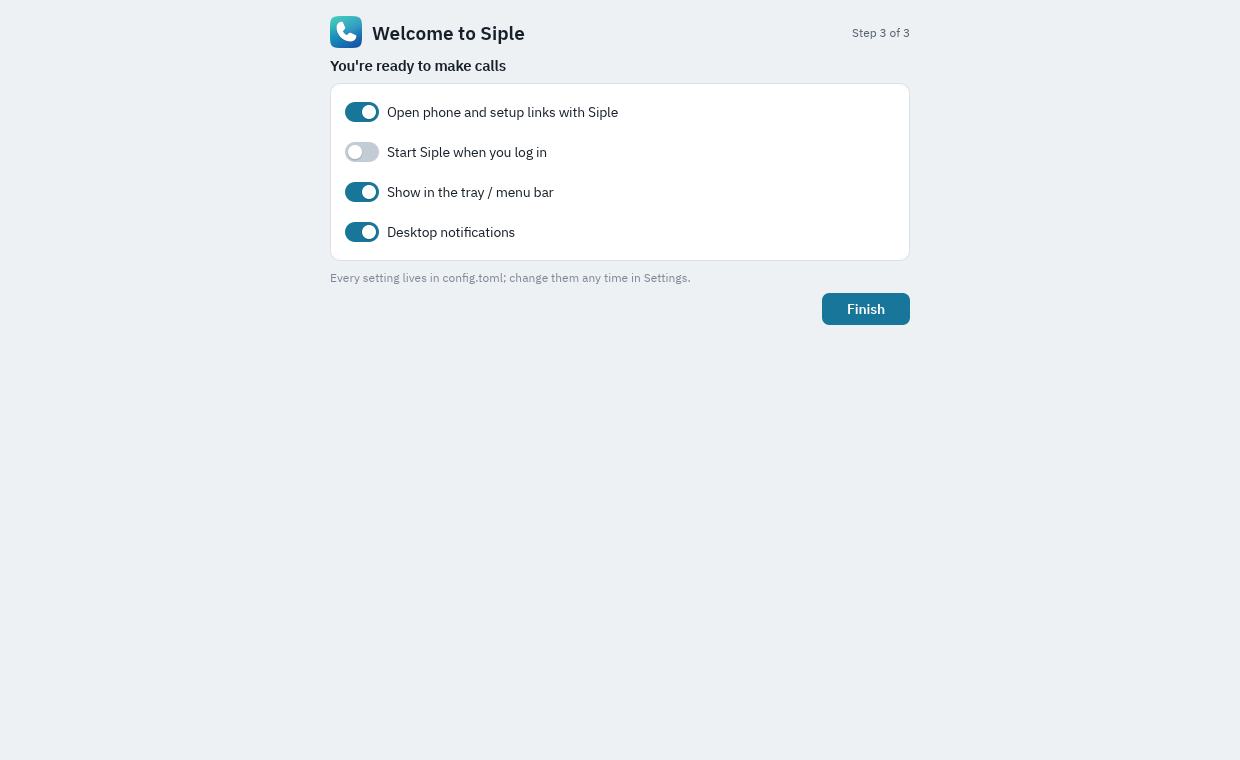 Welcome to Siple
Step 3 of 3
You're ready to make calls
Open phone and setup links with Siple
Start Siple when you log in
Show in the tray / menu bar
Desktop notifications
Every setting lives in config.toml; change them any time in Settings.
Finish